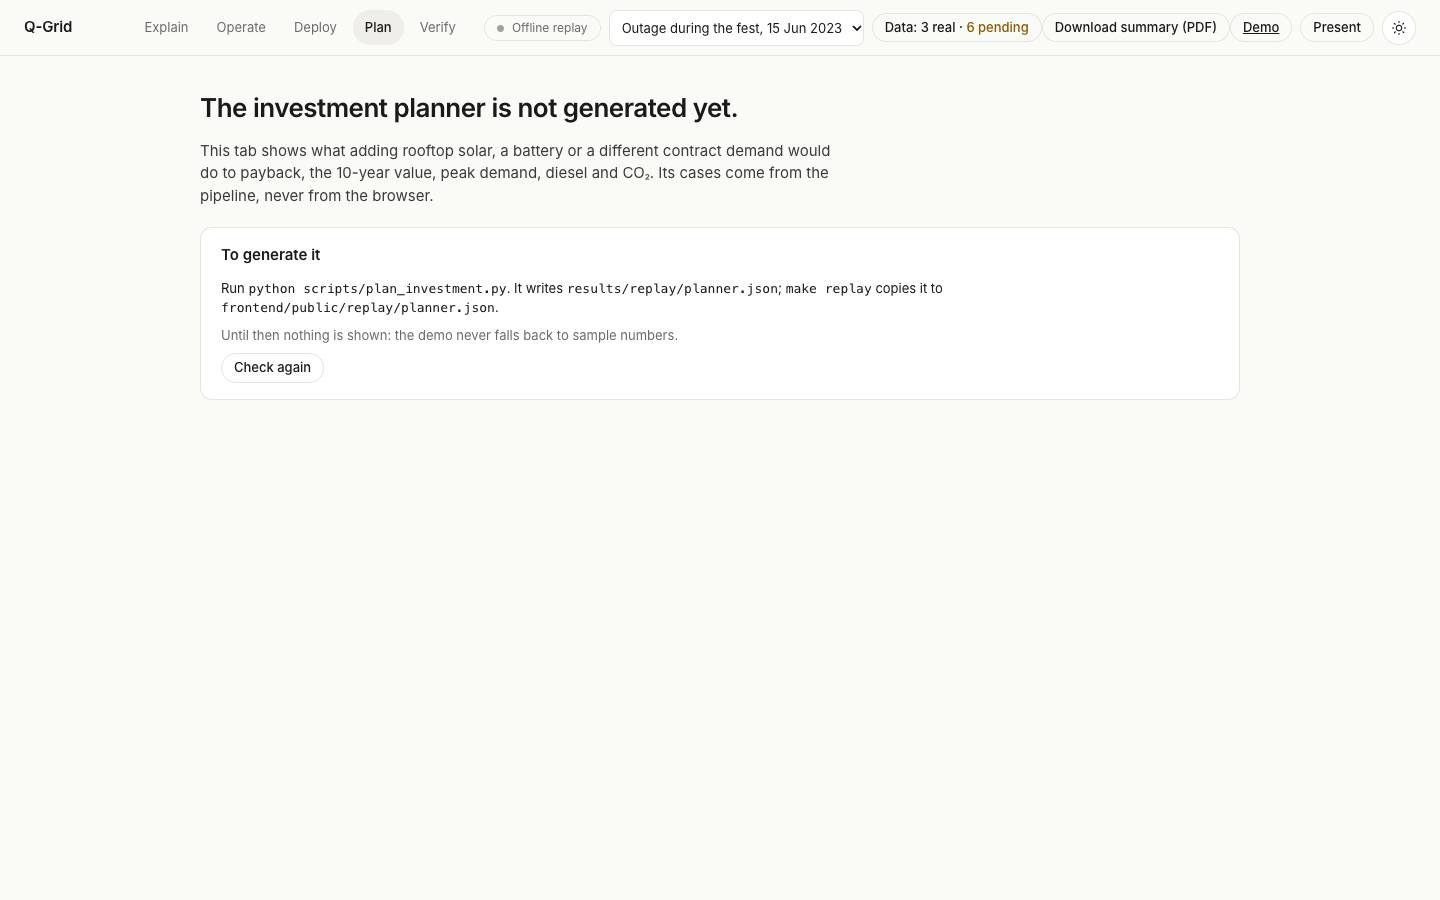 Q-Grid
Explain
Operate
Deploy
Plan
Verify
Offline replay
Outage during the fest, 15 Jun 2023
Data: 3 real · 6 pending
Download summary (PDF)
Demo
Present
The investment planner is not generated yet.
This tab shows what adding rooftop solar, a battery or a different contract demand would
do to payback, the 10-year value, peak demand, diesel and CO₂. Its cases come from the
pipeline, never from the browser.
To generate it
Run python scripts/plan_investment.py. It writes results/replay/planner.json; make replay copies it to
frontend/public/replay/planner.json.
Until then nothing is shown: the demo never falls back to sample numbers.
Check again